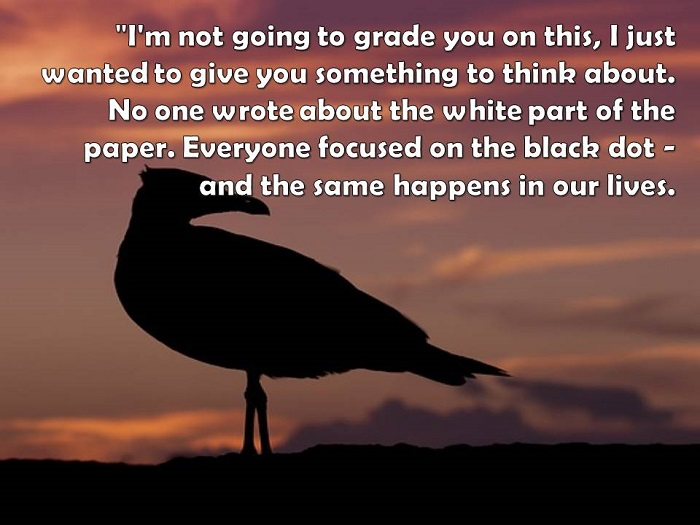 "I'm not going to grade you on this, I just
wanted to give you something to think about.
No one wrote about the white part of the
paper. Everyone focused on the black dot -
and the same happens in our lives.